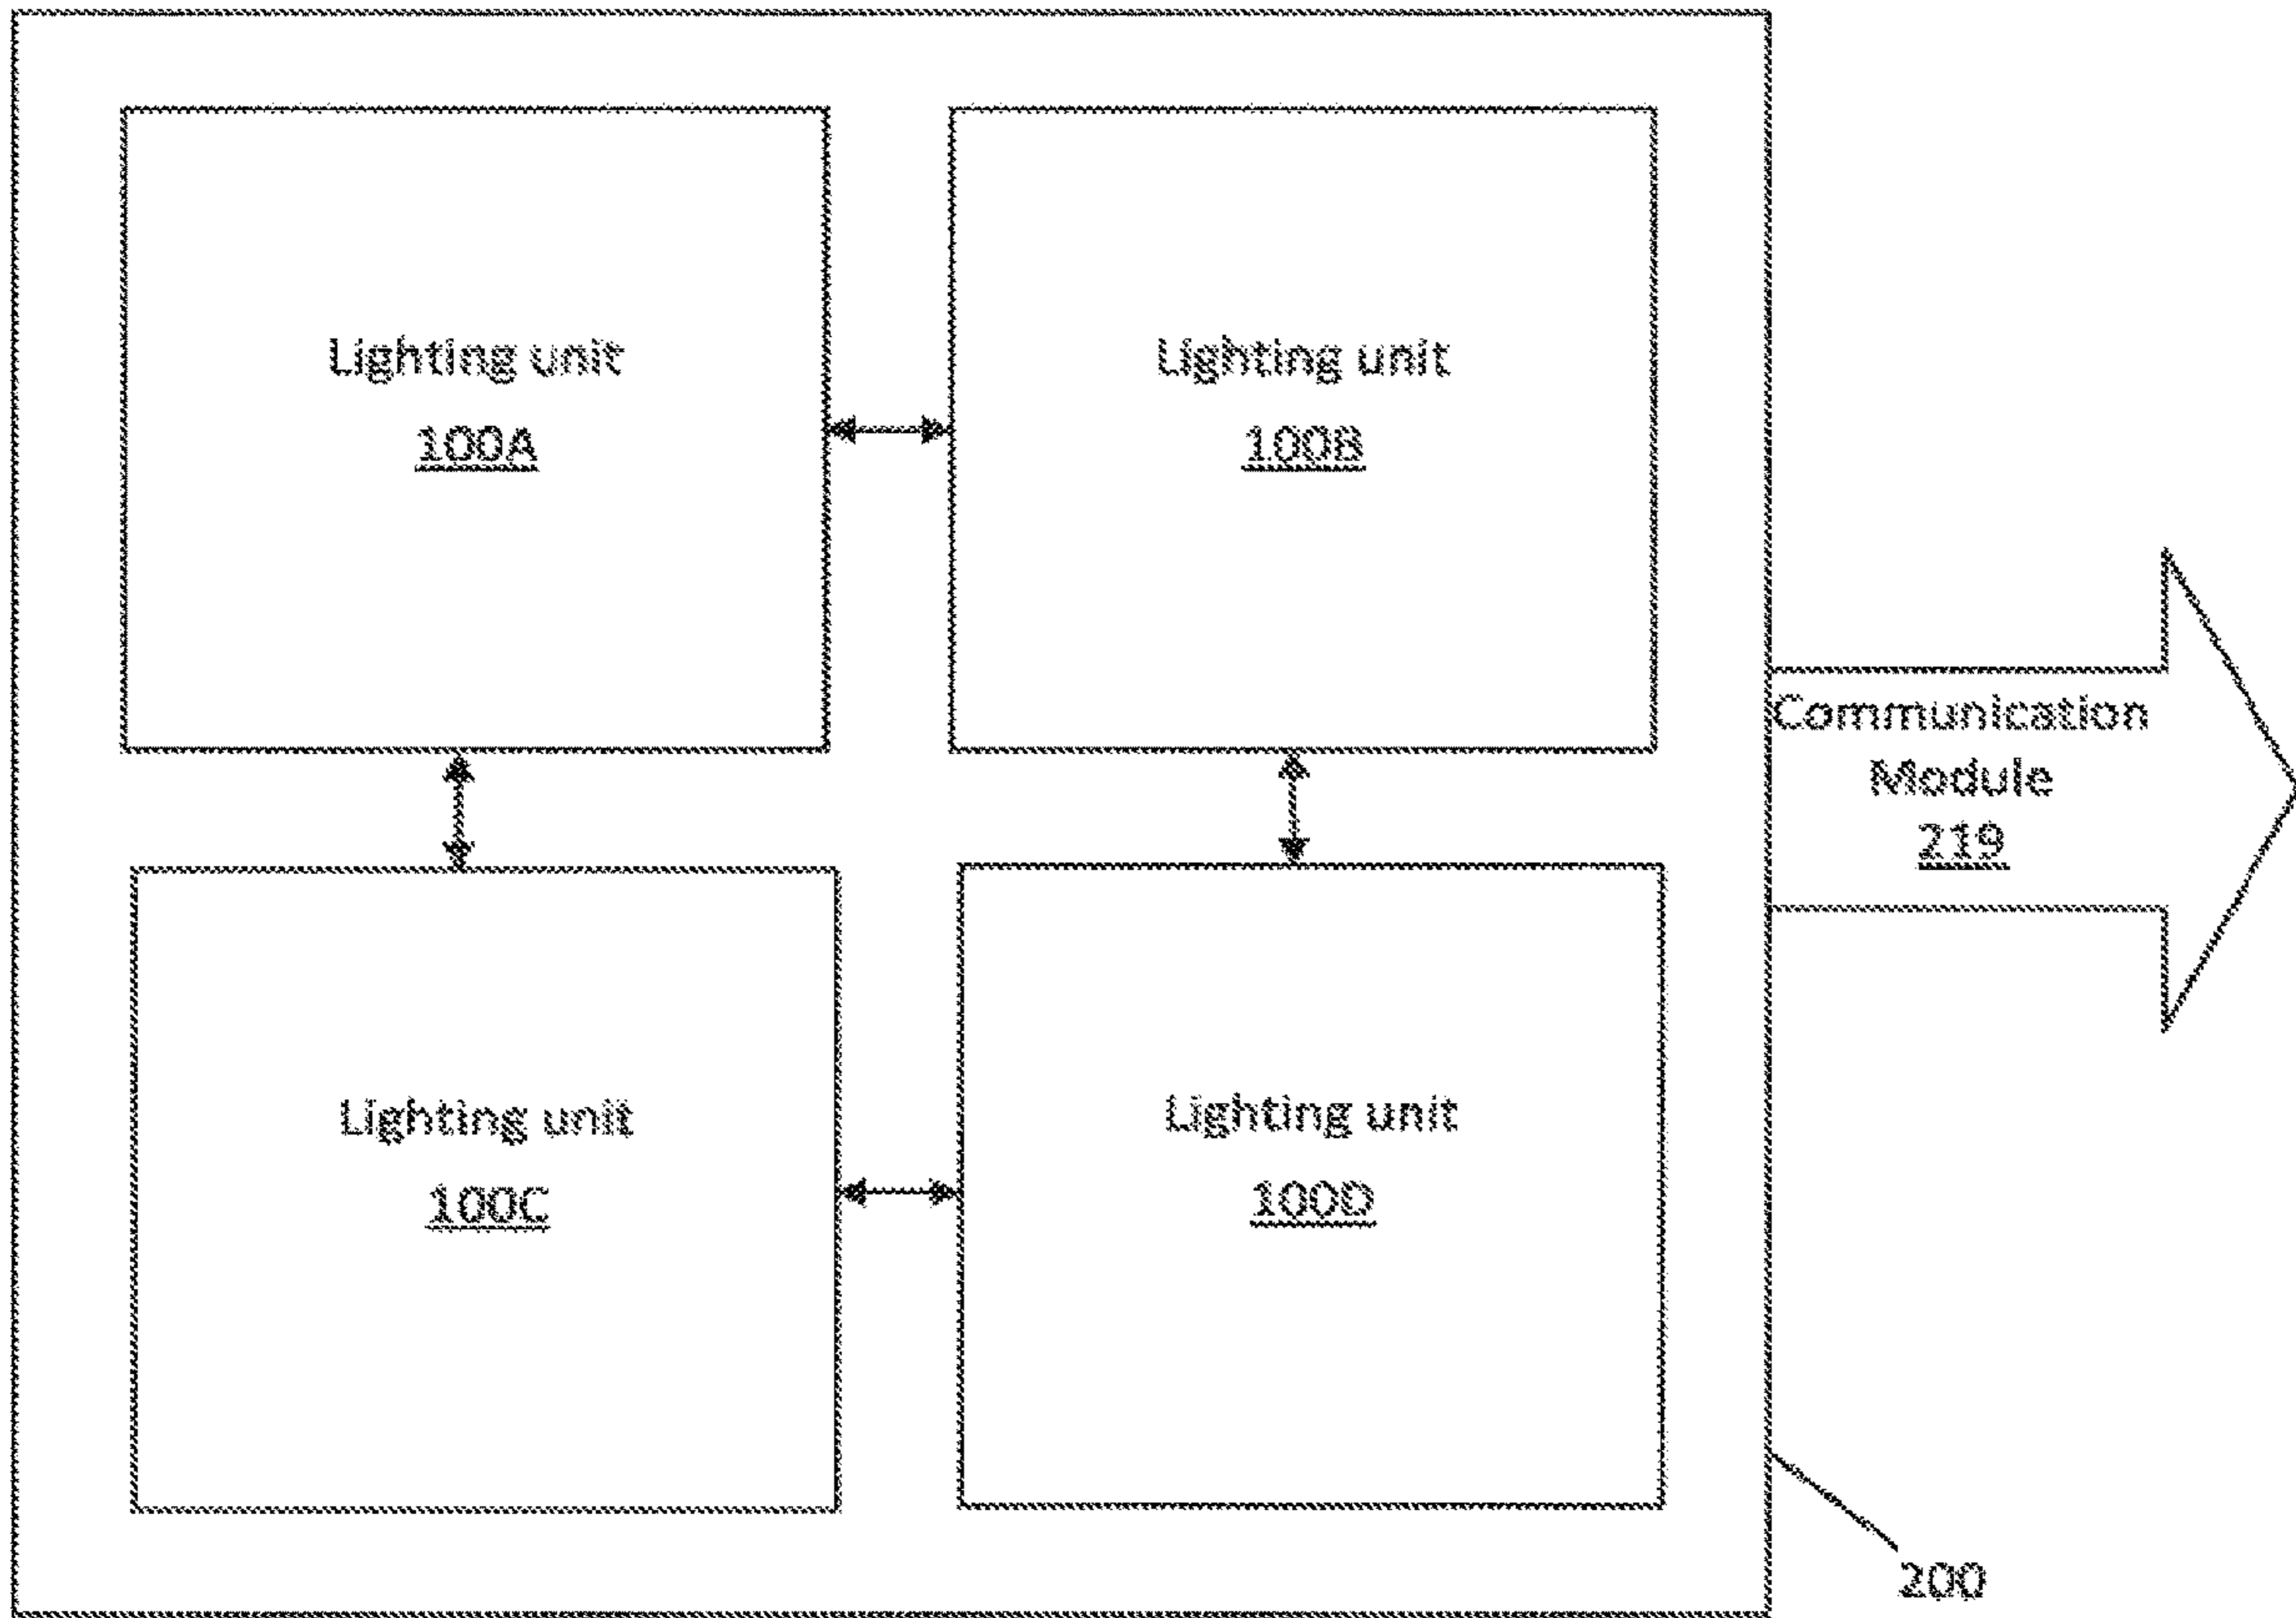 Lighting unit
100A
Lighting unit
100B
Communication
Module
219
Lighting unit
100C
Lighting unit
100D
200